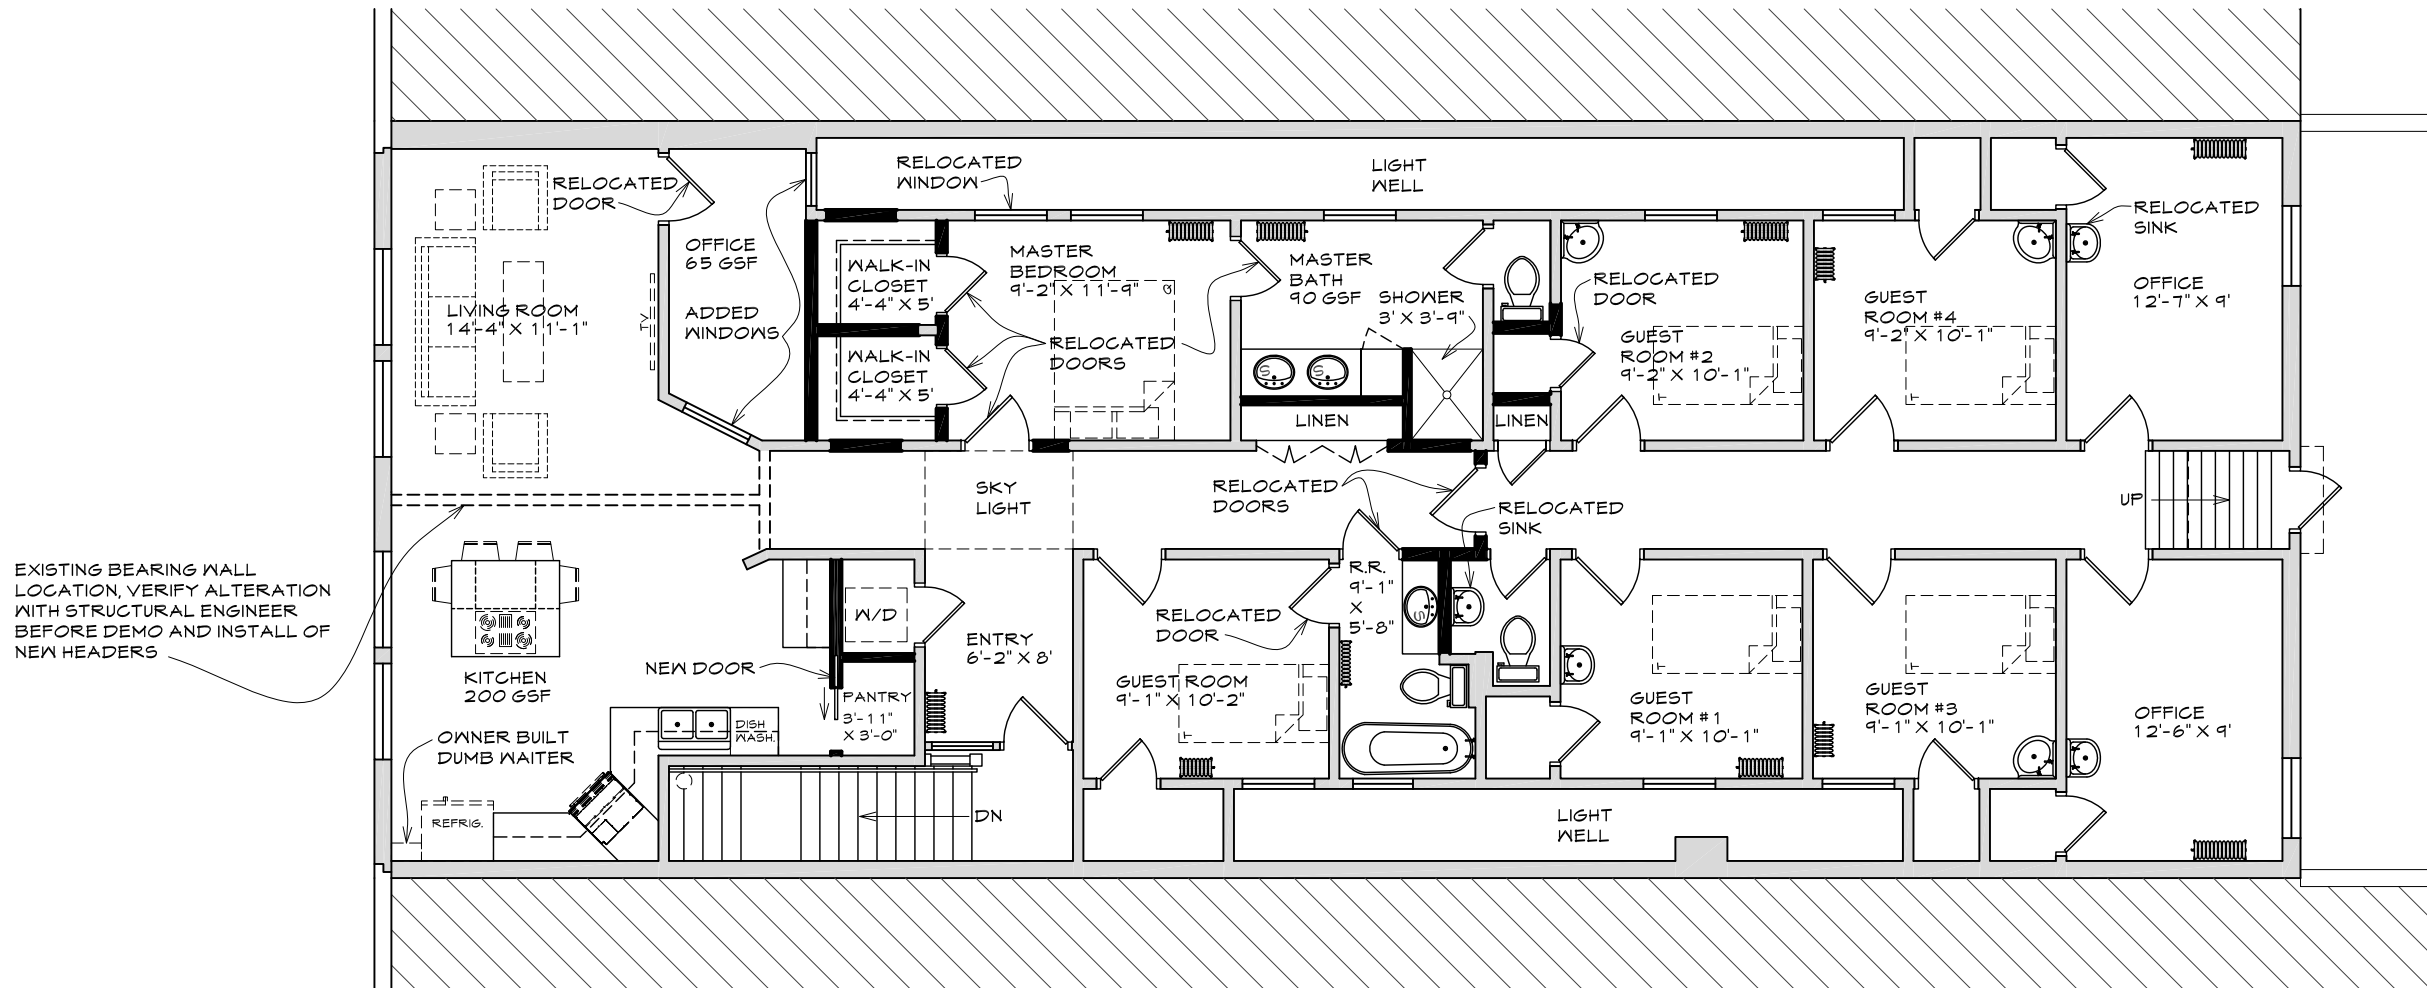 RELOCATED
WINDOW
LIGHT
WELL
RELOCATED
DOOR
OFFICE
65 GSF
WALK-IN
CLOSET
4'-4" X 5'
MASTER
BEDROOM
9'-2" X 11'-9"
MASTER
BATH
90 GSF
SHOWER
3' X 3'-9"
RELOCATED
DOOR
RELOCATED
SINK
OFFICE
12'-7" X 9'
GUEST
ROOM #4
9'-2" X 10'-1"
LIVING ROOM
14'-4" X 11'-1"
TV
ADDED
WINDOWS
WALK-IN
CLOSET
4'-4" X 5'
RELOCATED
DOORS
GUEST
ROOM #2
9'-2" X 10'-1"
S
S
LINEN
LINEN
SKY
LIGHT
RELOCATED
DOORS
RELOCATED
SINK
UP
EXISTING BEARING WALL
LOCATION, VERIFY ALTERATION
WITH STRUCTURAL ENGINEER
BEFORE DEMO AND INSTALL OF
NEW HEADERS
W/D
ENTRY
6'-2" X 8'
RELOCATED
DOOR
R.R.
9'-1"
X
5'-8"
S
NEW DOOR
KITCHEN
200 GSF
PANTRY
3'-11"
X 3'-0"
GUEST ROOM
9'-1" X 10'-2"
GUEST
ROOM #1
9'-1" X 10'-1"
GUEST
ROOM #3
9'-1" X 10'-1"
OFFICE
12'-6" X 9'
DISH
WASH.
OWNER BUILT
DUMB WAITER
REFRIG.
DN
LIGHT
WELL